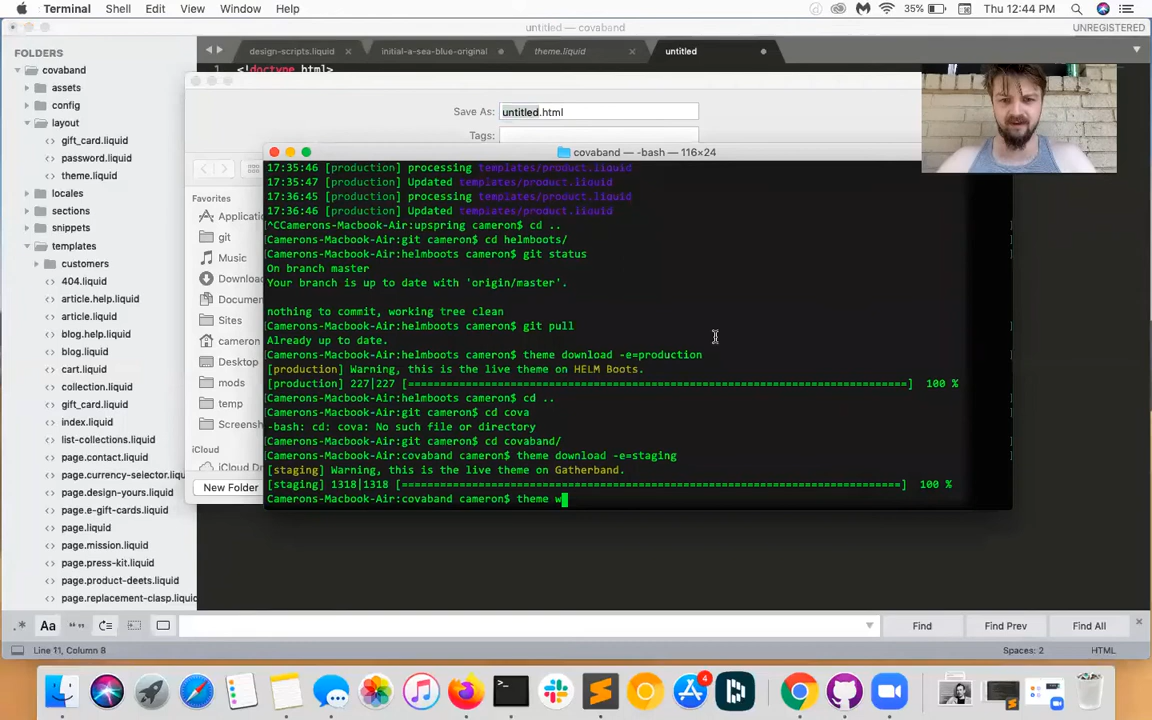 Terminal Shell Edit View Window Help 35% Thu 12:44 PM
untitled — covaband UNREGISTERED
FOLDERS
covaband
assets
config
layout
gift_card.liquid
password.liquid
theme.liquid
locales
sections
snippets
templates
customers
404.liquid
article.help.liquid
article.liquid
blog.help.liquid
blog.liquid
cart.liquid
collection.liquid
gift_card.liquid
index.liquid
list-collections.liquid
page.contact.liquid
page.currency-selector.liquid
page.design-yours.liquid
page.e-gift-cards.liquid
page.liquid
page.mission.liquid
page.press-kit.liquid
page.product-deets.liquid
page.replacement-clasp.liquid
design-scripts.liquid initial-a-sea-blue-original theme.liquid untitled
1 <!doctype html>
Save As: untitled.html
Tags:
Favorites
Applicati
git
Music
Downloa
Documen
Sites
cameron
Desktop
mods
temp
Screensh
iCloud
iCloud Dr
New Folder
covaband — -bash — 116×24
17:35:46 [production] processing templates/product.liquid
17:35:47 [production] Updated templates/product.liquid
17:36:45 [production] processing templates/product.liquid
17:36:46 [production] Updated templates/product.liquid
^CCamerons-Macbook-Air:upspring cameron$ cd ..
Camerons-Macbook-Air:git cameron$ cd helmboots/
Camerons-Macbook-Air:helmboots cameron$ git status
On branch master
Your branch is up to date with 'origin/master'.
nothing to commit, working tree clean
Camerons-Macbook-Air:helmboots cameron$ git pull
Already up to date.
Camerons-Macbook-Air:helmboots cameron$ theme download -e=production
[production] Warning, this is the live theme on HELM Boots.
[production] 227|227 [==================================================================================] 100 %
Camerons-Macbook-Air:helmboots cameron$ cd ..
Camerons-Macbook-Air:git cameron$ cd cova
-bash: cd: cova: No such file or directory
Camerons-Macbook-Air:git cameron$ cd covaband/
Camerons-Macbook-Air:covaband cameron$ theme download -e=staging
[staging] Warning, this is the live theme on Gatherband.
[staging] 1318|1318 [==================================================================================] 100 %
Camerons-Macbook-Air:covaband cameron$ theme w
.* Aa “” Find Find Prev Find All
Line 11, Column 8 Spaces: 2 HTML
4